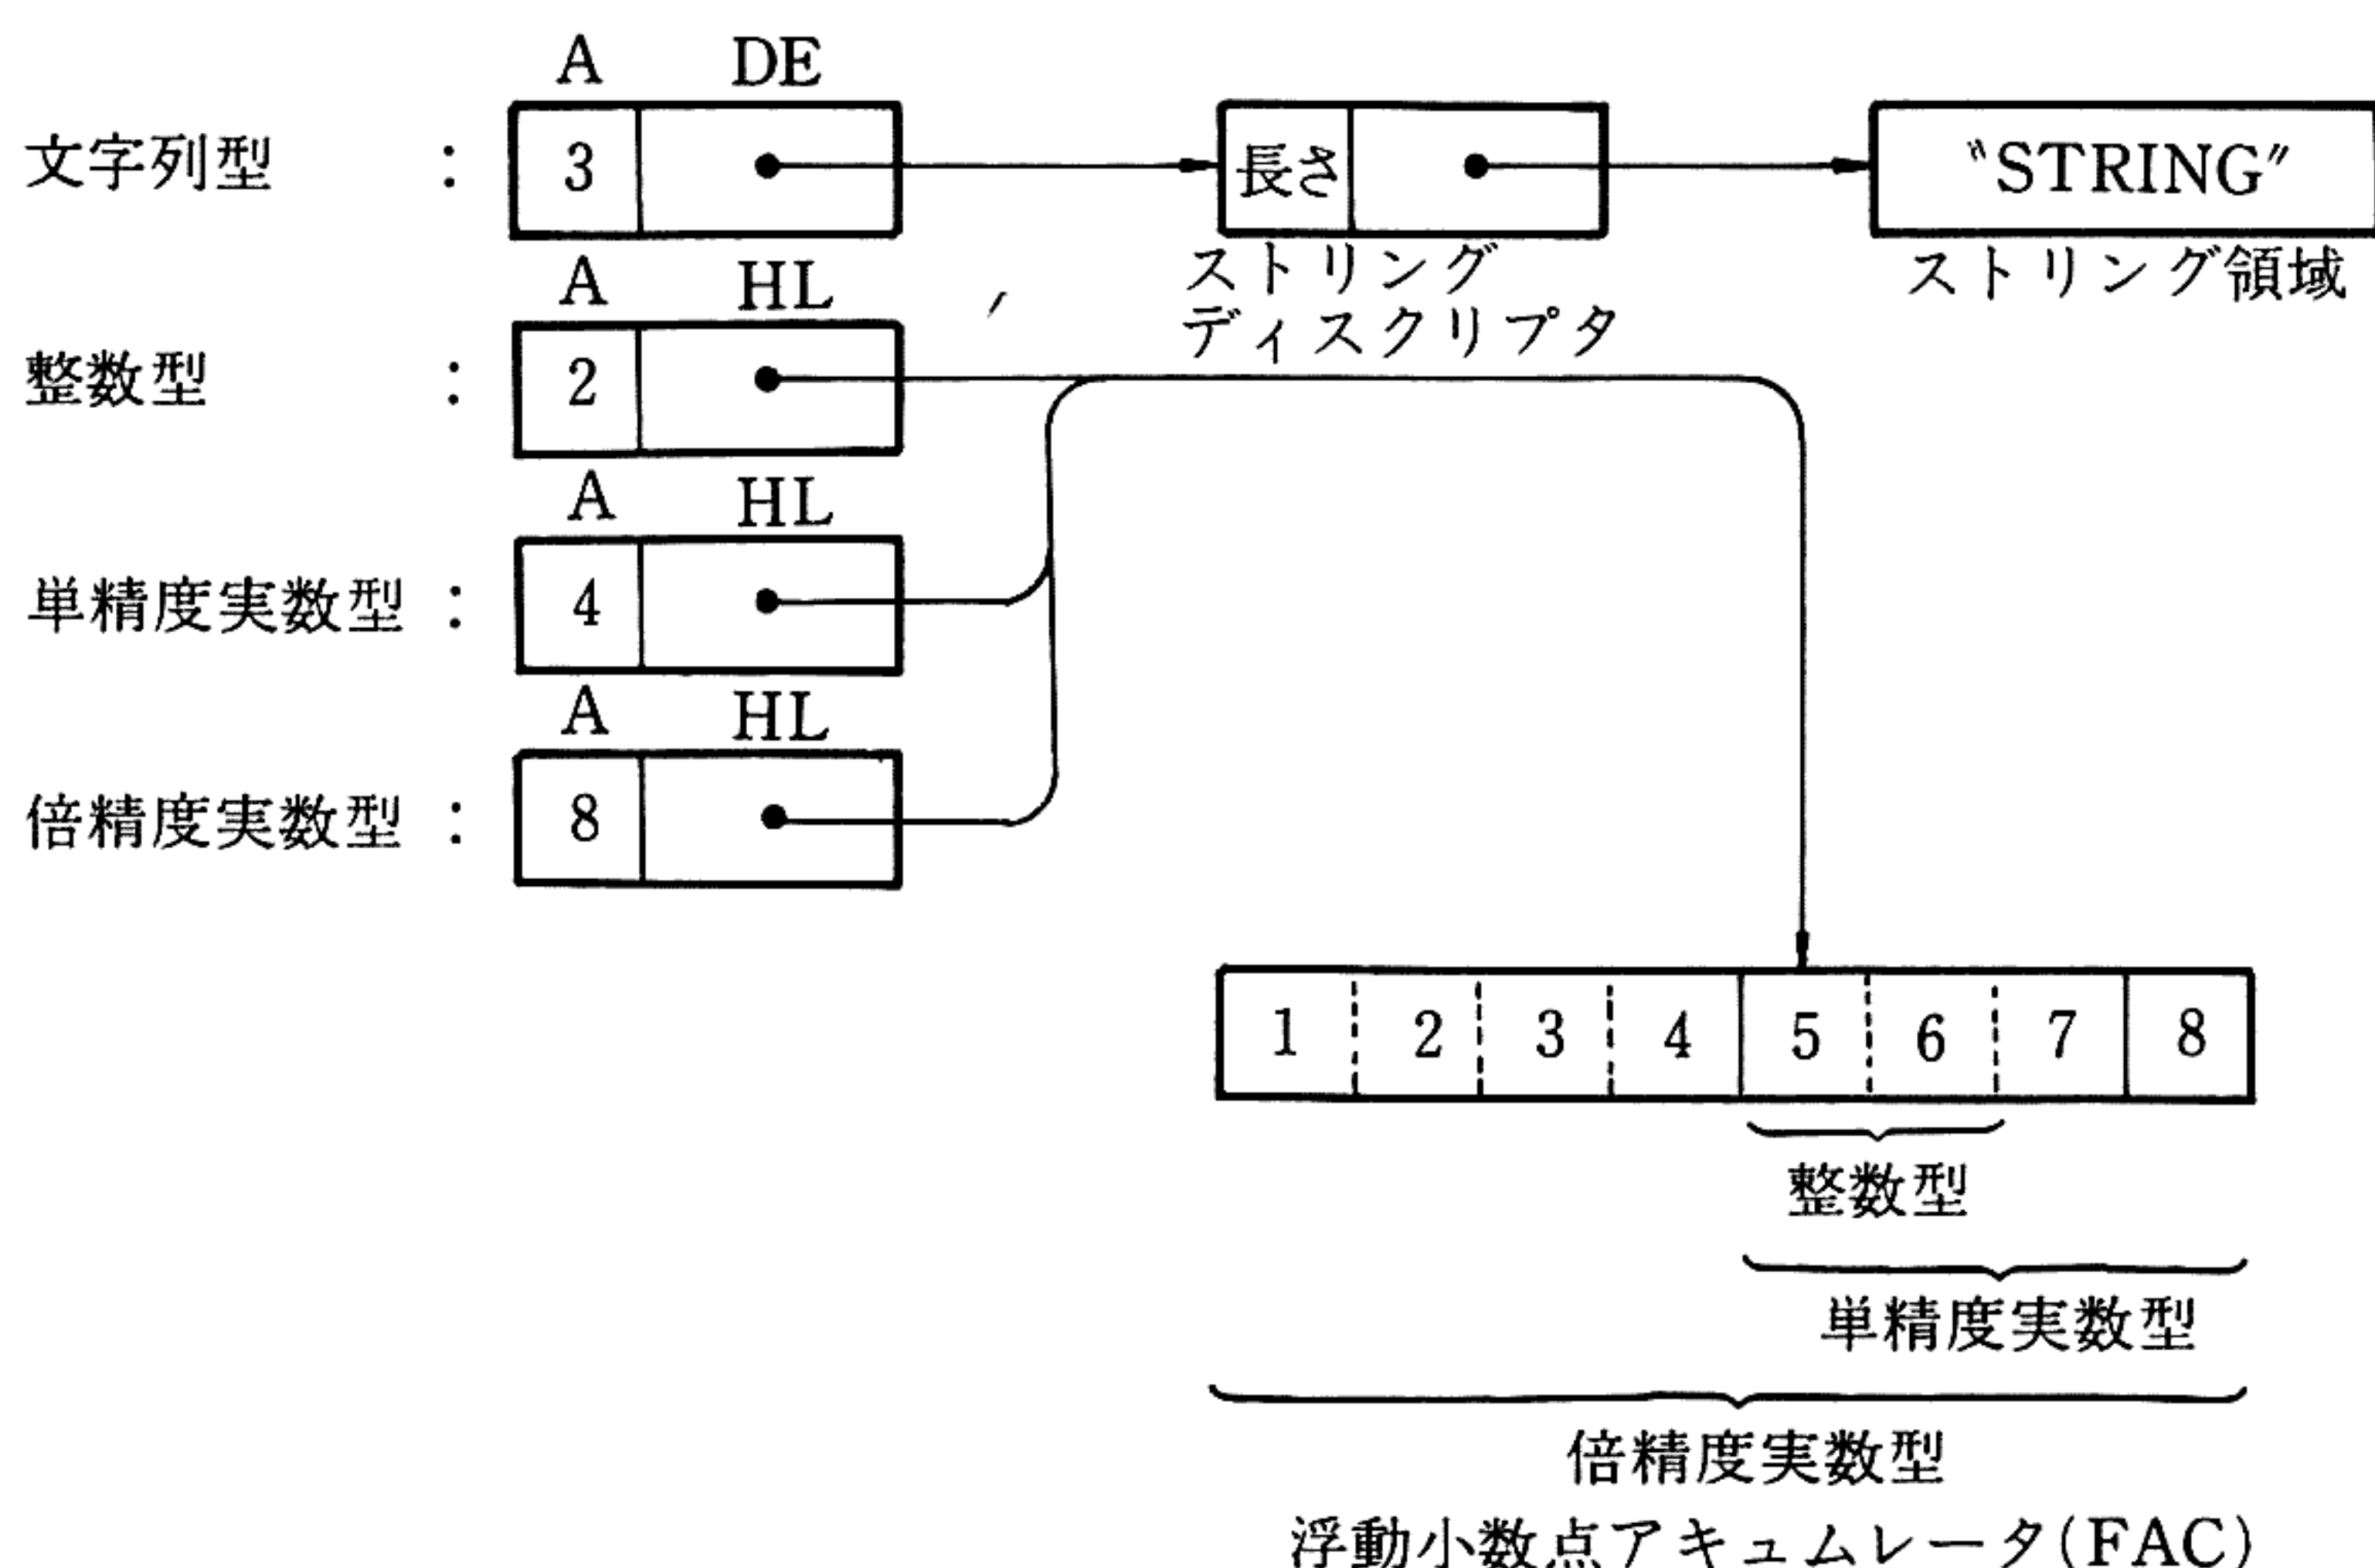 A DE
文字列型 : 3 長さ "STRING"
ストリング
ディスクリプタ
ストリング領域
A HL
整数型 : 2
A HL
単精度実数型 : 4
A HL
倍精度実数型 : 8
1 2 3 4 5 6 7 8
整数型
単精度実数型
倍精度実数型
浮動小数点アキュムレータ(FAC)